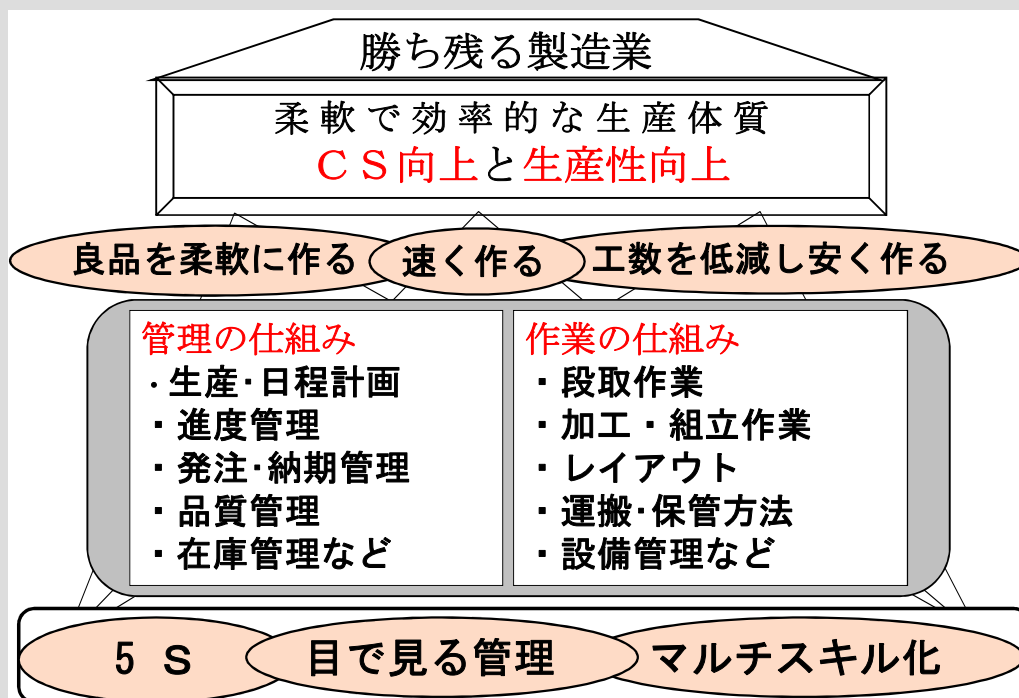 勝ち残る製造業
柔軟で効率的な生産体質
ＣＳ向上と生産性向上
良品を柔軟に作る
速く作る
工数を低減し安く作る
管理の仕組み
・生産・日程計画
・進度管理
・発注・納期管理
・品質管理
・在庫管理など
作業の仕組み
・段取作業
・加工・組立作業
・レイアウト
・運搬・保管方法
・設備管理など
５Ｓ
目で見る管理
マルチスキル化